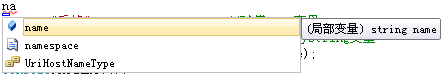 na
name
(局部变量) string name
namespace
UriHostNameType
);